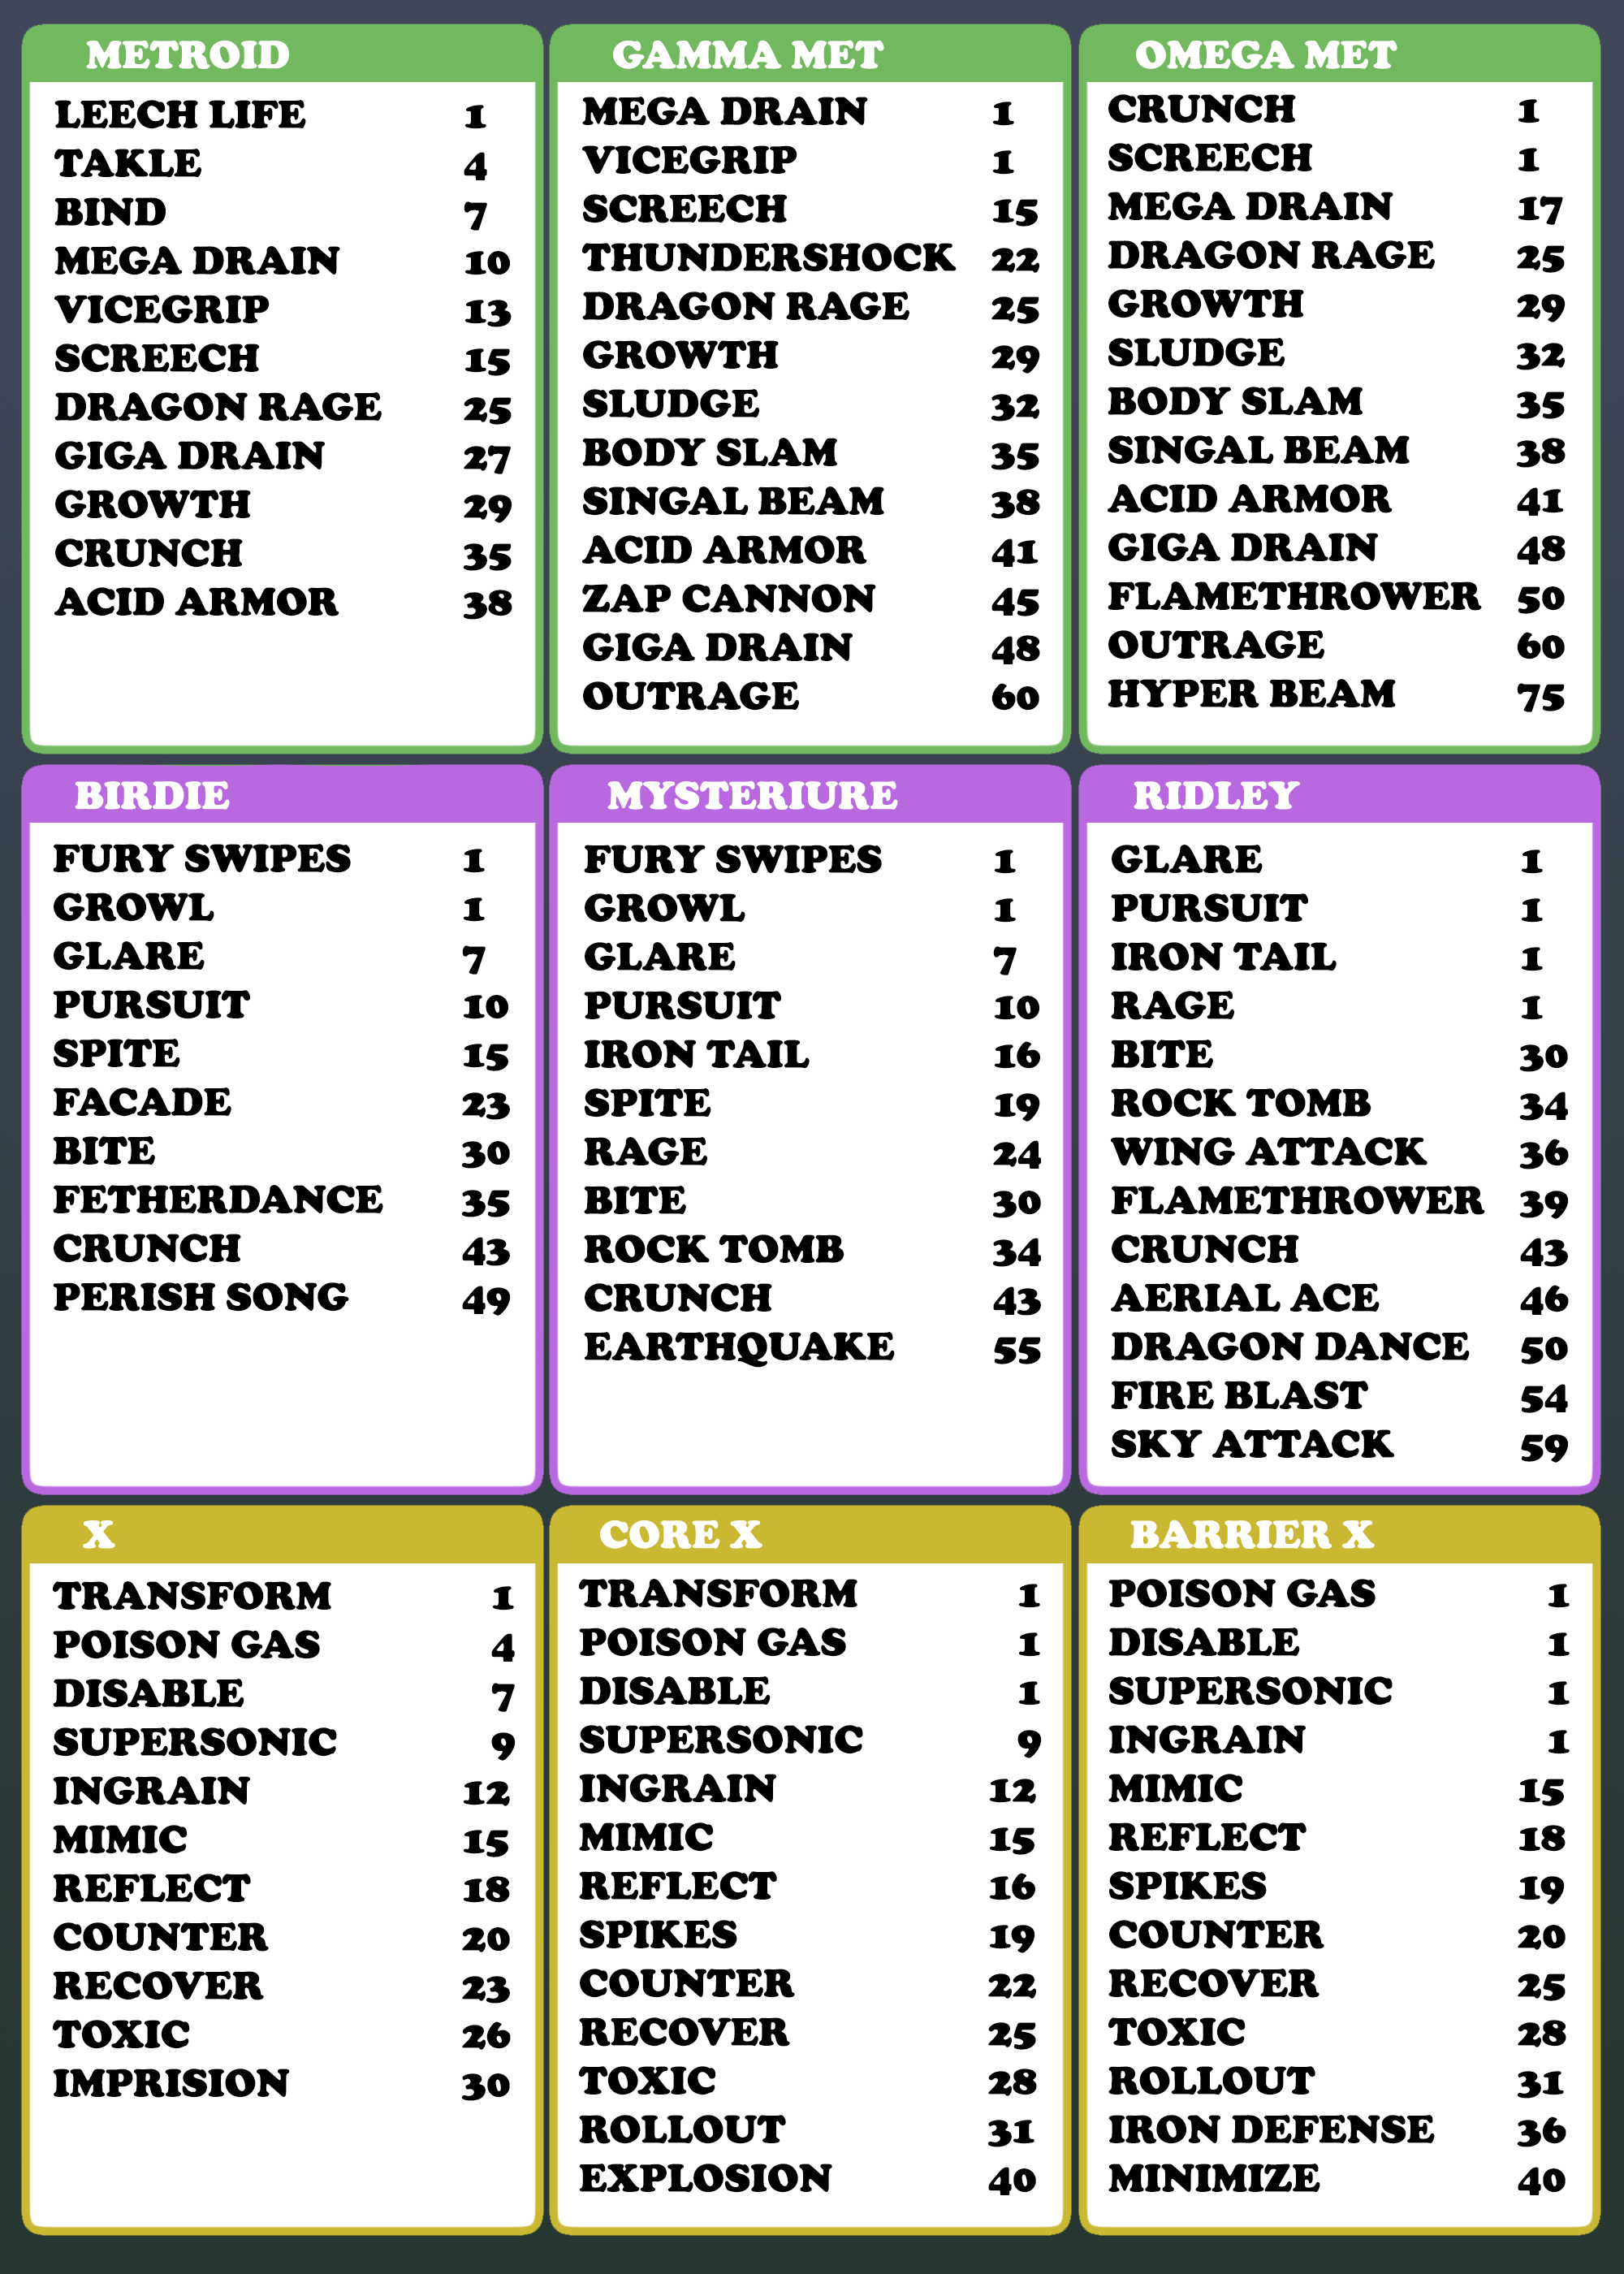 METROID
LEECH LIFE 1
TAKLE 4
BIND 7
MEGA DRAIN 10
VICEGRIP 13
SCREECH 15
DRAGON RAGE 25
GIGA DRAIN 27
GROWTH 29
CRUNCH 35
ACID ARMOR 38
GAMMA MET
MEGA DRAIN 1
VICEGRIP 1
SCREECH 15
THUNDERSHOCK 22
DRAGON RAGE 25
GROWTH 29
SLUDGE 32
BODY SLAM 35
SINGAL BEAM 38
ACID ARMOR 41
ZAP CANNON 45
GIGA DRAIN 48
OUTRAGE 60
OMEGA MET
CRUNCH 1
SCREECH 1
MEGA DRAIN 17
DRAGON RAGE 25
GROWTH 29
SLUDGE 32
BODY SLAM 35
SINGAL BEAM 38
ACID ARMOR 41
GIGA DRAIN 48
FLAMETHROWER 50
OUTRAGE 60
HYPER BEAM 75
BIRDIE
FURY SWIPES 1
GROWL 1
GLARE 7
PURSUIT 10
SPITE 15
FACADE 23
BITE 30
FETHERDANCE 35
CRUNCH 43
PERISH SONG 49
MYSTERIURE
FURY SWIPES 1
GROWL 1
GLARE 7
PURSUIT 10
IRON TAIL 16
SPITE 19
RAGE 24
BITE 30
ROCK TOMB 34
CRUNCH 43
EARTHQUAKE 55
RIDLEY
GLARE 1
PURSUIT 1
IRON TAIL 1
RAGE 1
BITE 30
ROCK TOMB 34
WING ATTACK 36
FLAMETHROWER 39
CRUNCH 43
AERIAL ACE 46
DRAGON DANCE 50
FIRE BLAST 54
SKY ATTACK 59
X
TRANSFORM 1
POISON GAS 4
DISABLE 7
SUPERSONIC 9
INGRAIN 12
MIMIC 15
REFLECT 18
COUNTER 20
RECOVER 23
TOXIC 26
IMPRISION 30
CORE X
TRANSFORM 1
POISON GAS 1
DISABLE 1
SUPERSONIC 9
INGRAIN 12
MIMIC 15
REFLECT 16
SPIKES 19
COUNTER 22
RECOVER 25
TOXIC 28
ROLLOUT 31
EXPLOSION 40
BARRIER X
POISON GAS 1
DISABLE 1
SUPERSONIC 1
INGRAIN 1
MIMIC 15
REFLECT 18
SPIKES 19
COUNTER 20
RECOVER 25
TOXIC 28
ROLLOUT 31
IRON DEFENSE 36
MINIMIZE 40